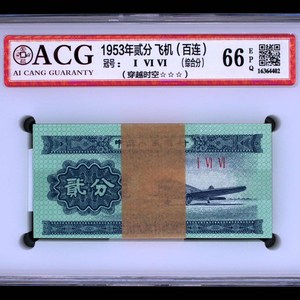 ACG
AI CANG GUARANTY
1953年贰分 飞机（百连）
冠号： I VI VI （综合分）
（穿越时空☆☆☆）
66 EPQ
16364402
I VI VI
贰分